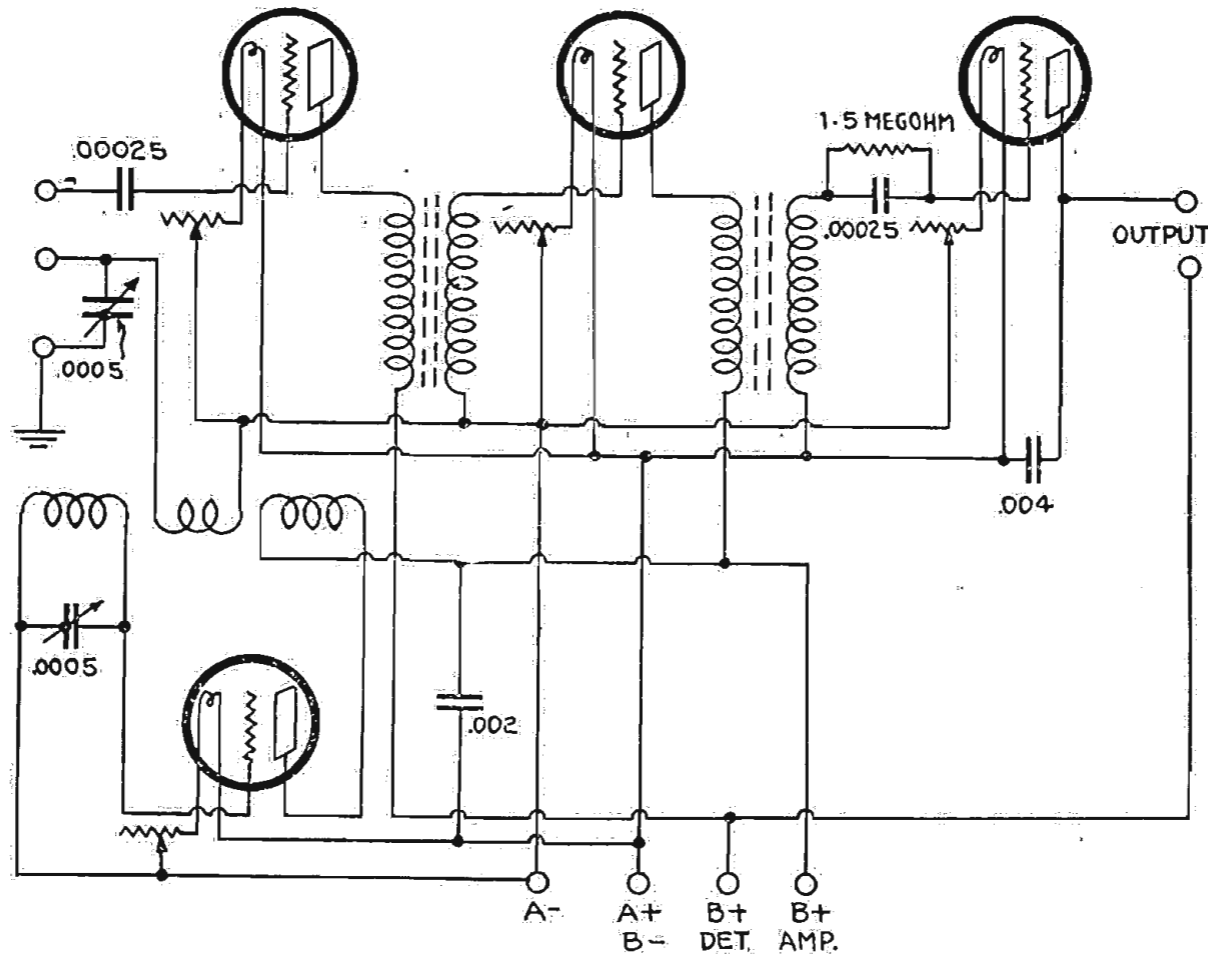 .00025
1.5 MEGOHM
.00025
OUTPUT
.0005
.004
.0005
.002
A-
A+
B-
B+
DET.
B+
AMP.